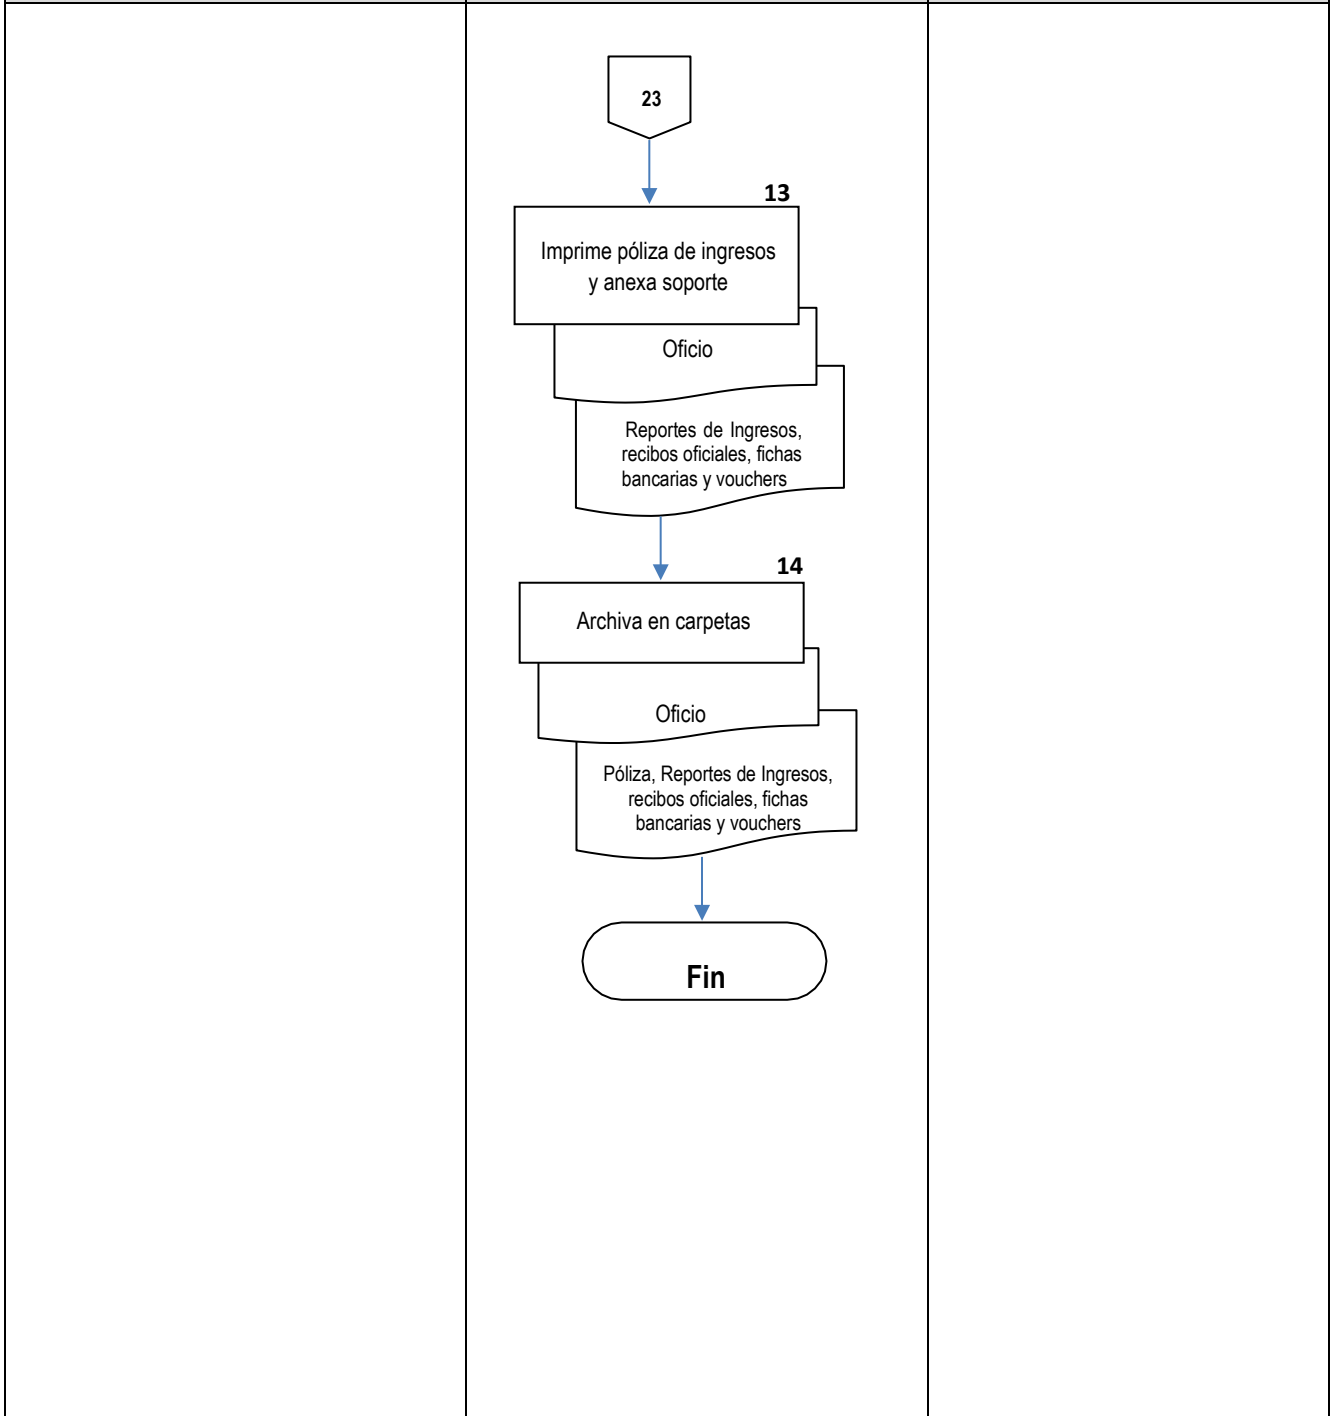 23
13
Imprime póliza de ingresos
y anexa soporte
Oficio
Reportes de Ingresos,
recibos oficiales, fichas
bancarias y vouchers
14
Archiva en carpetas
Oficio
Póliza, Reportes de Ingresos,
recibos oficiales, fichas
bancarias y vouchers
Fin